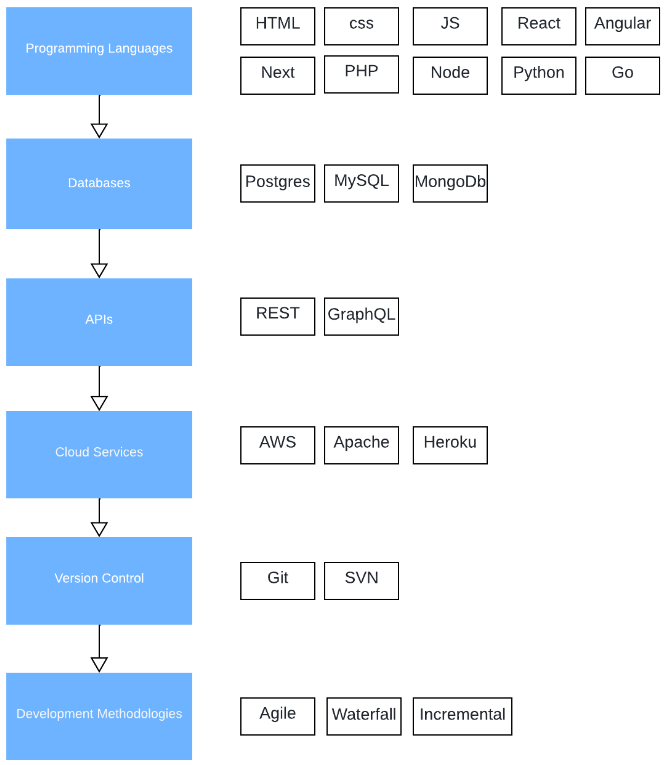 Programming Languages
HTML
css
JS
React
Angular
Next
PHP
Node
Python
Go
Databases
Postgres
MySQL
MongoDb
APIs
REST
GraphQL
Cloud Services
AWS
Apache
Heroku
Version Control
Git
SVN
Development Methodologies
Agile
Waterfall
Incremental